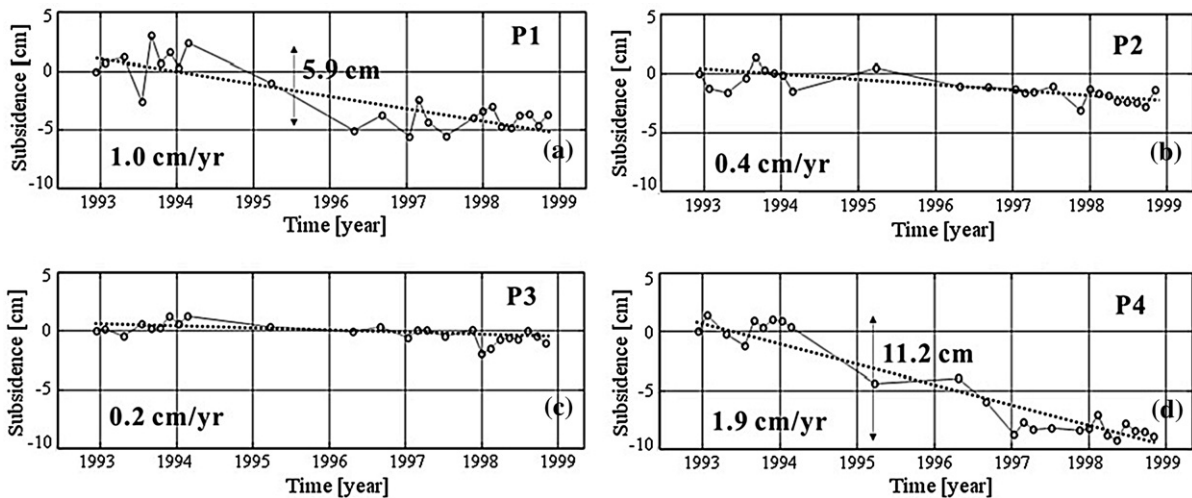 5
P1
0
5.9 cm
-5
1.0 cm/yr
(a)
-10
Subsidence [cm]
1993 1994 1995 1996 1997 1998 1999
Time [year]
5
P2
0
-5
0.4 cm/yr
(b)
-10
Subsidence [cm]
1993 1994 1995 1996 1997 1998 1999
Time [year]
5
P3
0
-5
0.2 cm/yr
(c)
-10
Subsidence [cm]
1993 1994 1995 1996 1997 1998 1999
Time [year]
5
P4
0
11.2 cm
-5
1.9 cm/yr
(d)
-10
Subsidence [cm]
1993 1994 1995 1996 1997 1998 1999
Time [year]